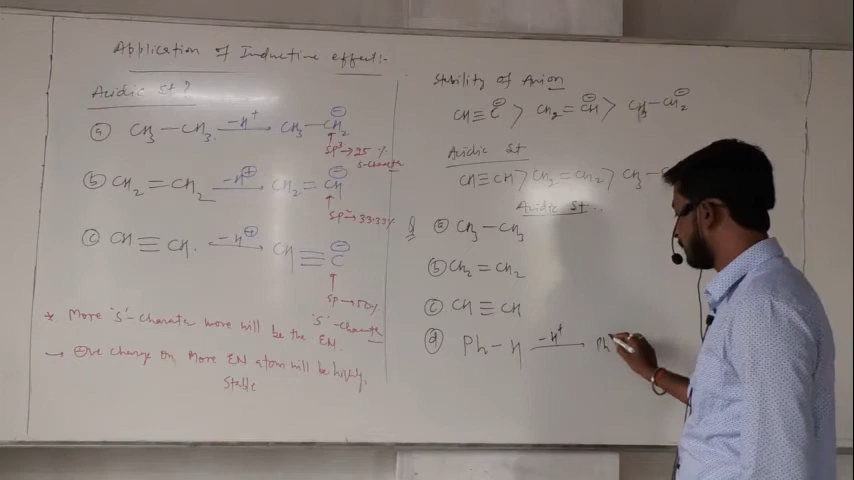 Application of Inductive effect:-
Acidic St ?
(a) CH3 – CH3 –H+ → CH3 – CH2 ⊖
sp3 → 25 %
s-character
(b) CH2 = CH2 –H⊕ → CH2 = CH ⊖
sp2 → 33.33%
(c) CH ≡ CH –H⊕ → CH ≡ C ⊖
sp → 50%
's'-character
* More 's'-character more will be the EN.
→ ⊖ve charge on More EN atom will be highly
Stable
Stability of Anion
CH ≡ C⊖ > CH2 = CH⊖ > CH3 – CH2⊖
Acidic St
CH ≡ CH > CH2 = CH2 > CH3 –
Acidic St..
Q (a) CH3 – CH3
(b) CH2 = CH2
(c) CH ≡ CH
(d) Ph – H –H+ → Ph